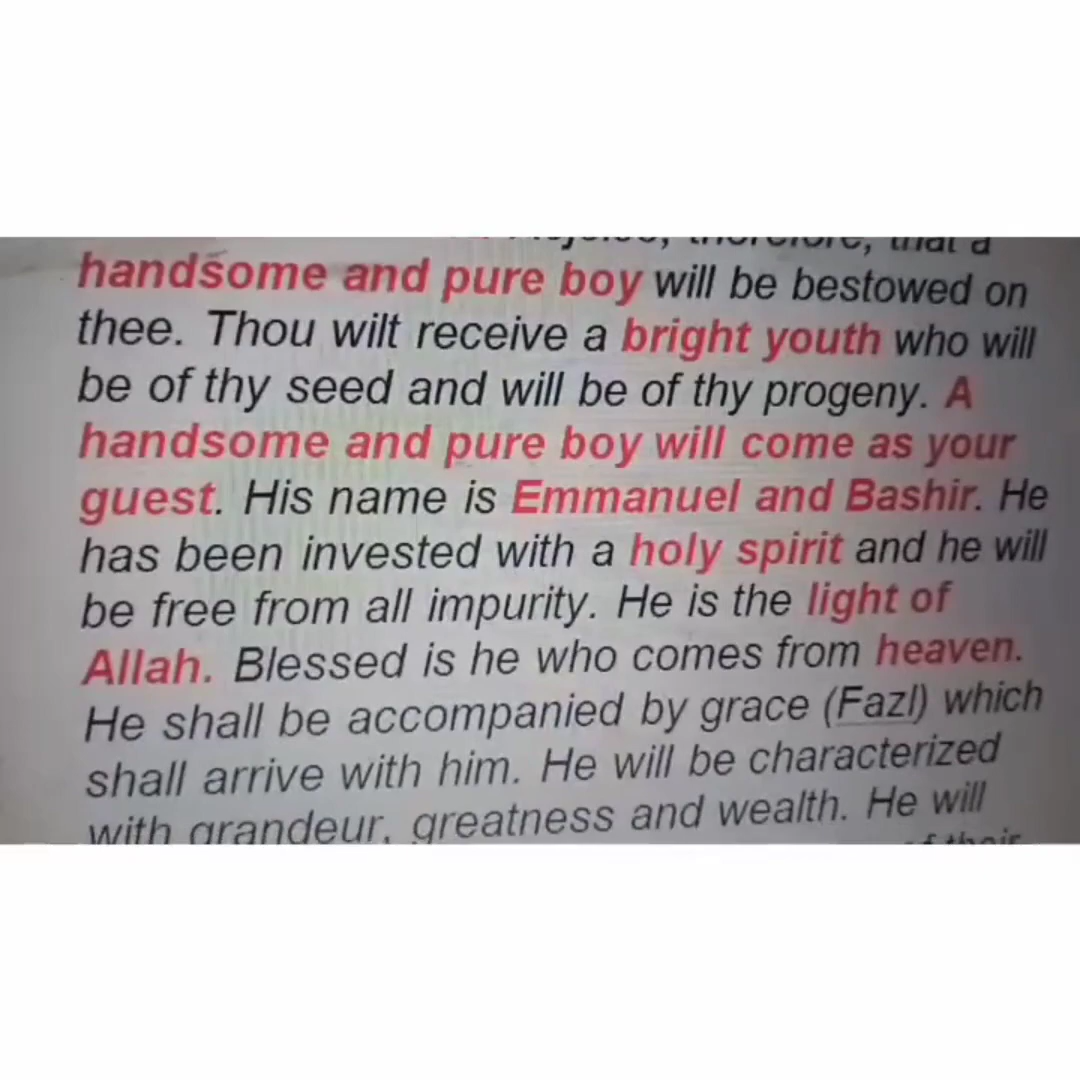 therefore, that a
handsome and pure boy will be bestowed on
thee. Thou wilt receive a bright youth who will
be of thy seed and will be of thy progeny. A
handsome and pure boy will come as your
guest. His name is Emmanuel and Bashir. He
has been invested with a holy spirit and he will
be free from all impurity. He is the light of
Allah. Blessed is he who comes from heaven.
He shall be accompanied by grace (Fazl) which
shall arrive with him. He will be characterized
with grandeur, greatness and wealth. He will